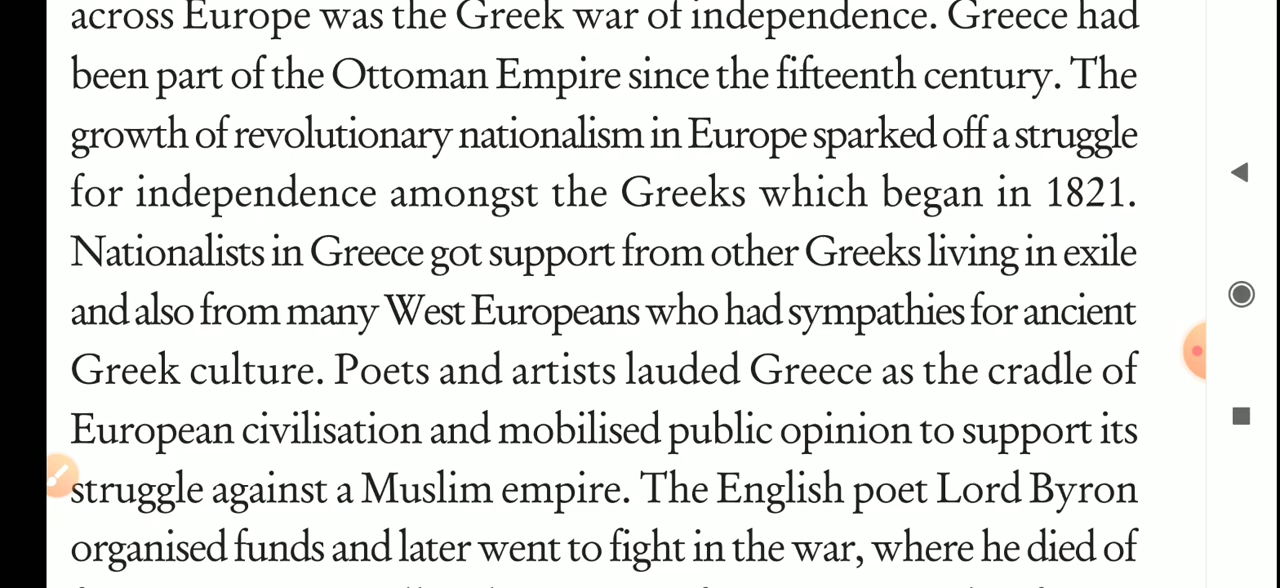 across Europe was the Greek war of independence. Greece had
been part of the Ottoman Empire since the fifteenth century. The
growth of revolutionary nationalism in Europe sparked off a struggle
for independence amongst the Greeks which began in 1821.
Nationalists in Greece got support from other Greeks living in exile
and also from many West Europeans who had sympathies for ancient
Greek culture. Poets and artists lauded Greece as the cradle of
European civilisation and mobilised public opinion to support its
struggle against a Muslim empire. The English poet Lord Byron
organised funds and later went to fight in the war, where he died of